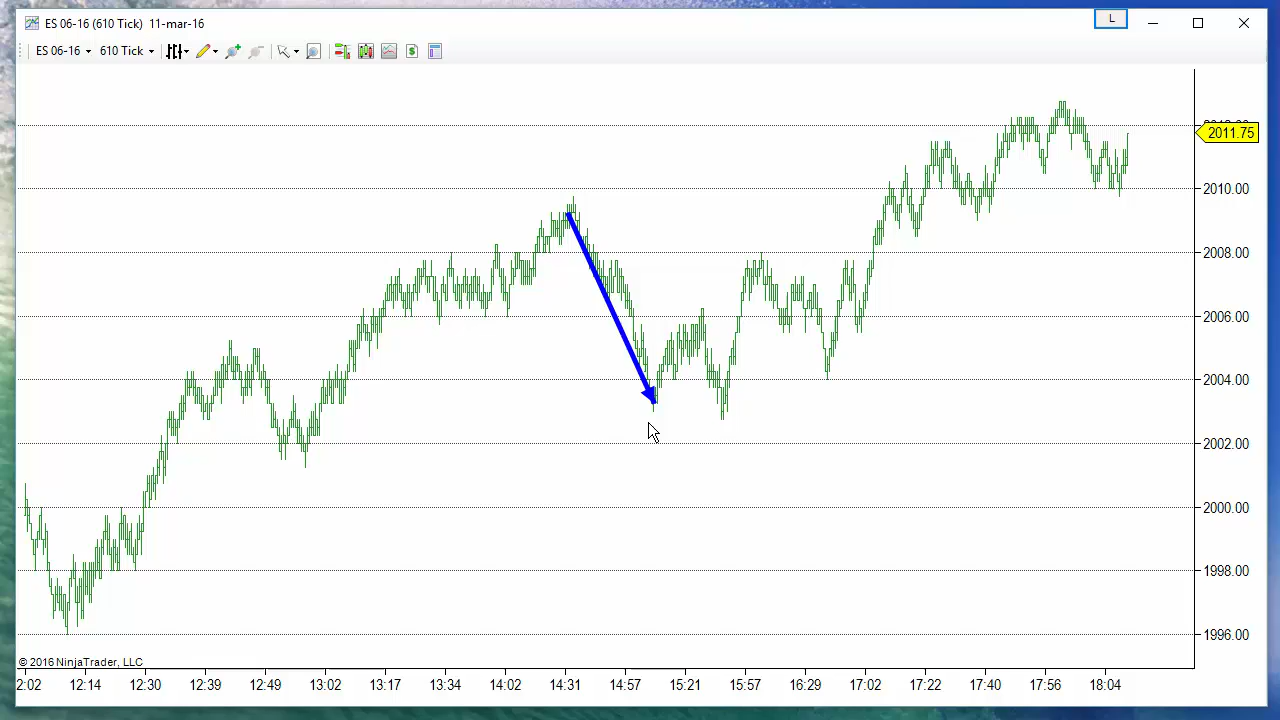 ES 06-16 (610 Tick) 11-mar-16
L
ES 06-16 610 Tick
$
2011.75
2010.00
2008.00
2006.00
2004.00
2002.00
2000.00
1998.00
1996.00
© 2016 NinjaTrader, LLC
2:02 12:14 12:30 12:39 12:49 13:02 13:17 13:34 14:02 14:31 14:57 15:21 15:57 16:29 17:02 17:22 17:40 17:56 18:04